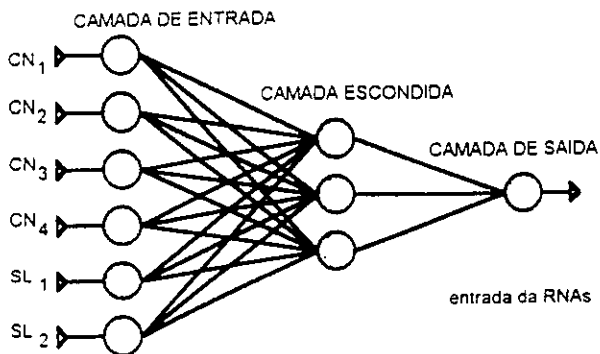 CAMADA DE ENTRADA
CN1
CAMADA ESCONDIDA
CN2
CAMADA DE SAIDA
CN3
CN4
SL 1
entrada da RNAs
SL 2